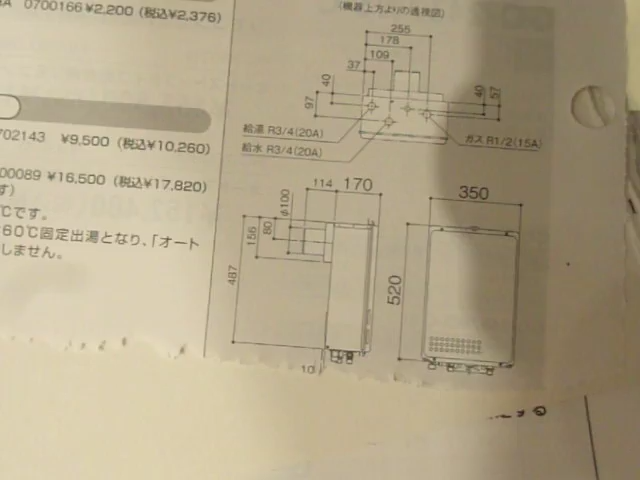 0700166 ¥2,200 (税込¥2,376)
702143 ¥9,500 (税込¥10,260)
00089 ¥16,500 (税込¥17,820)
す)
℃です。
60℃固定出湯となり、「オート
しません。
(機器上方よりの透視図)
255
178
109
37
40
97
40
57
給湯 R3/4(20A)
給水 R3/4(20A)
ガス R1/2(15A)
114
170
350
φ100
80
156
487
520
10